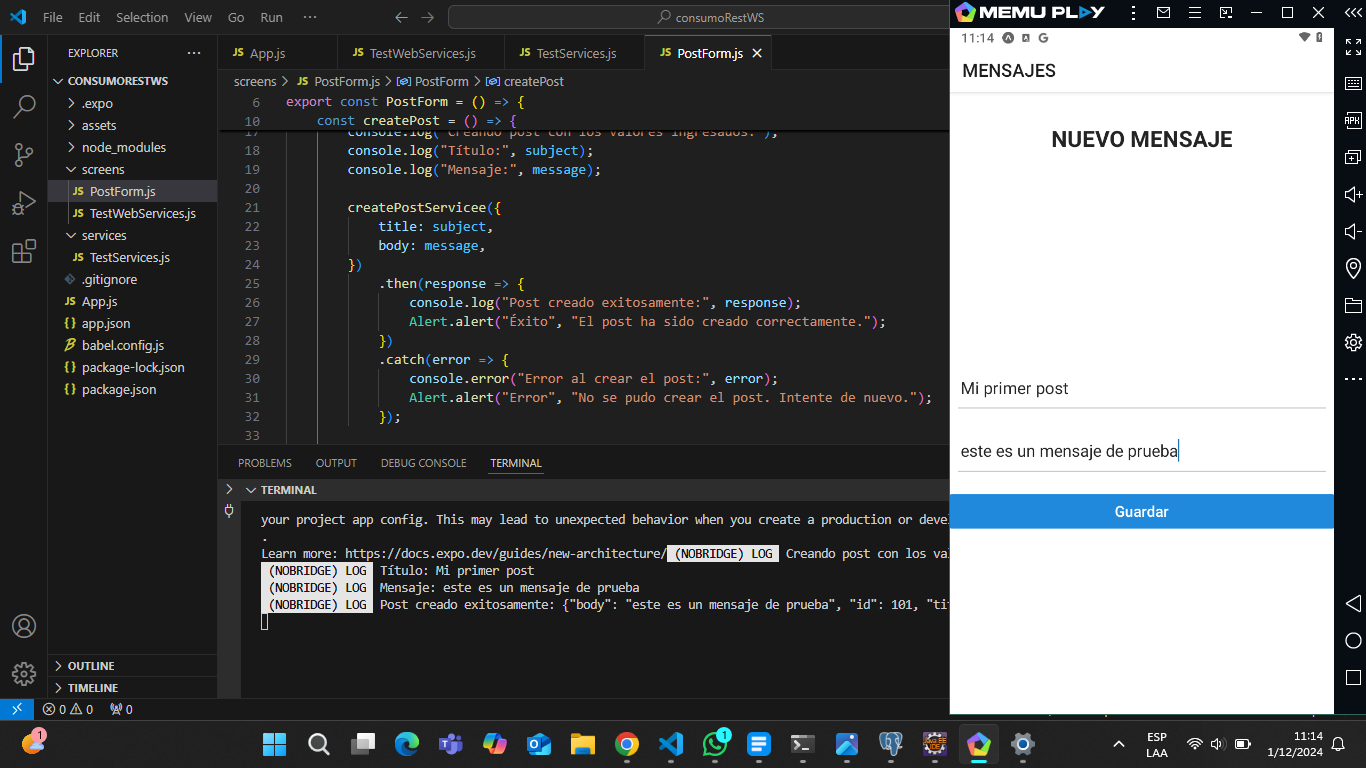 File Edit Selection View Go Run ··· consumoRestWS
EXPLORER ···
CONSUMORESTWS
.expo
assets
node_modules
screens
JS PostForm.js
JS TestWebServices.js
services
JS TestServices.js
.gitignore
JS App.js
{} app.json
babel.config.js
{} package-lock.json
{} package.json
OUTLINE
TIMELINE
JS App.js JS TestWebServices.js JS TestServices.js JS PostForm.js
screens > JS PostForm.js > PostForm > createPost
6 export const PostForm = () => {
10 const createPost = () => {
17 console.log("Creando post con los valores ingresados:");
18 console.log("Título:", subject);
19 console.log("Mensaje:", message);
20
21 createPostServicee({
22 title: subject,
23 body: message,
24 })
25 .then(response => {
26 console.log("Post creado exitosamente:", response);
27 Alert.alert("Éxito", "El post ha sido creado correctamente.");
28 })
29 .catch(error => {
30 console.error("Error al crear el post:", error);
31 Alert.alert("Error", "No se pudo crear el post. Intente de nuevo.");
32 });
33
PROBLEMS OUTPUT DEBUG CONSOLE TERMINAL
TERMINAL
your project app config. This may lead to unexpected behavior when you create a production or deve
.
Learn more: https://docs.expo.dev/guides/new-architecture/ (NOBRIDGE) LOG Creando post con los va
(NOBRIDGE) LOG Título: Mi primer post
(NOBRIDGE) LOG Mensaje: este es un mensaje de prueba
(NOBRIDGE) LOG Post creado exitosamente: {"body": "este es un mensaje de prueba", "id": 101, "ti
0 0 0
MEMU PLAY
11:14
MENSAJES
NUEVO MENSAJE
Mi primer post
este es un mensaje de prueba
Guardar
APK
1
1
ESP
LAA
11:14
1/12/2024